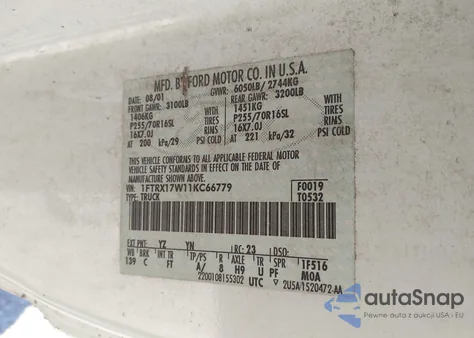 MFD. BY FORD MOTOR CO. IN U.S.A.
DATE: 08/01 GVWR: 6050LB/ 2744KG
FRONT GAWR: 3100LB REAR GAWR: 3200LB
1406KG WITH 1451KG WITH
P255/70R16SL TIRES P255/70R16SL TIRES
16X7.0J RIMS 16X7.0J RIMS
AT 200 kPa/29 PSI COLD AT 221 kPa/32 PSI COLD
THIS VEHICLE CONFORMS TO ALL APPLICABLE FEDERAL MOTOR
VEHICLE SAFETY STANDARDS IN EFFECT ON THE DATE OF
MANUFACTURE SHOWN ABOVE.
VIN: 1FTRX17W11KC66779 F0019
TYPE: TRUCK T0532
EXT PNT: YZ YN RC: 23 DSO:
WB BRK INT TR TP/PS R AXLE TR SPR 1F516
139 C FT A/ 8 H9 U PF MOA
2200108155302 UTC 2U5A1520472-AA
autoSnap
Pewne auta z aukcji USA i EU